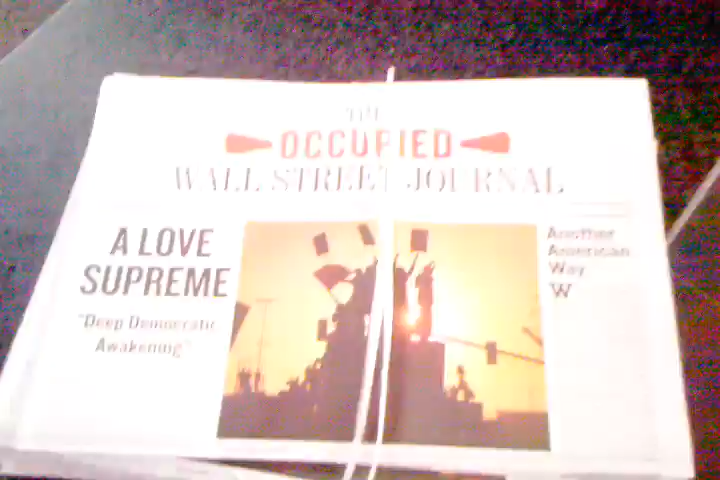 THE
OCCUPIED
WALL STREET JOURNAL
A LOVE
SUPREME
"Deep Democratic
Awakening"
Another
American
Way
W